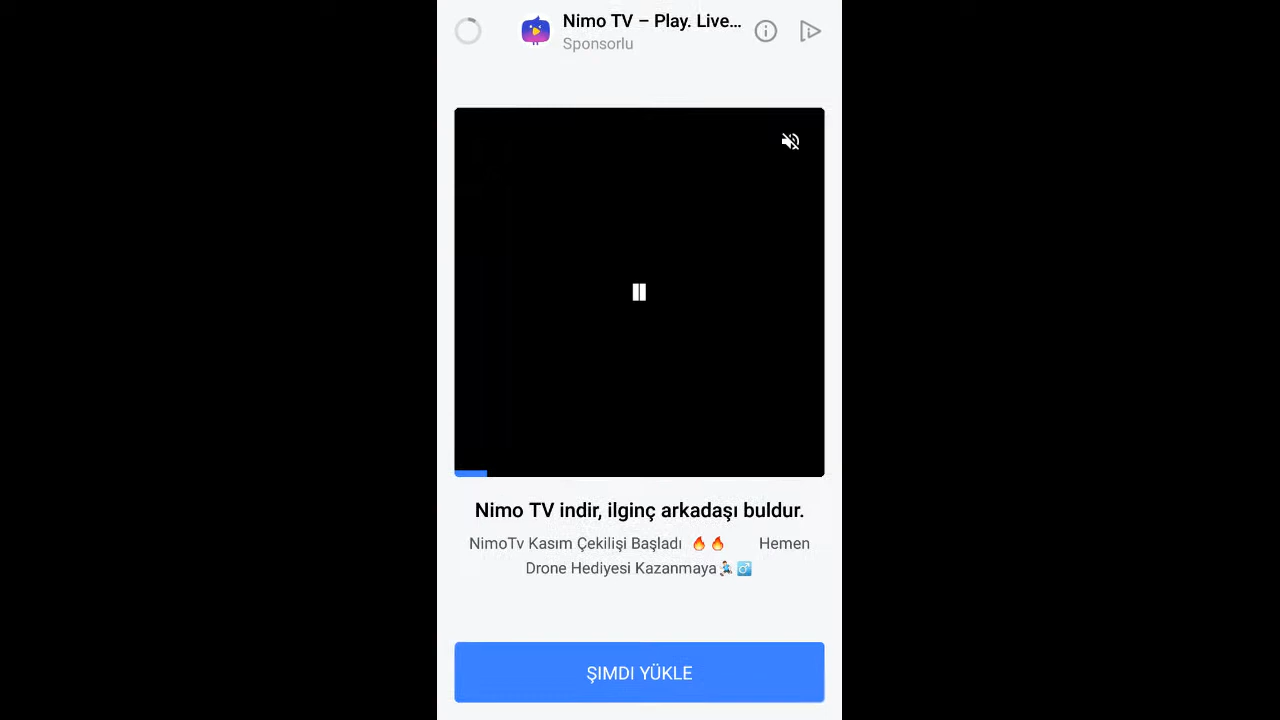 Nimo TV – Play. Live...
Sponsorlu
Nimo TV indir, ilginç arkadaşı buldur.
NimoTv Kasım Çekilişi Başladı 🔥🔥 Hemen
Drone Hediyesi Kazanmaya🏃🏻♂️
ŞIMDI YÜKLE